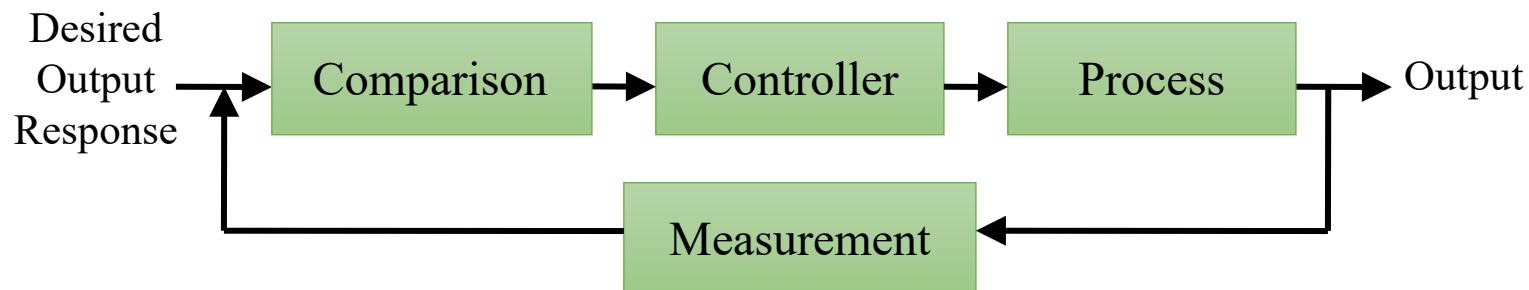 Desired
Output
Response
Comparison
Controller
Process
Output
Measurement